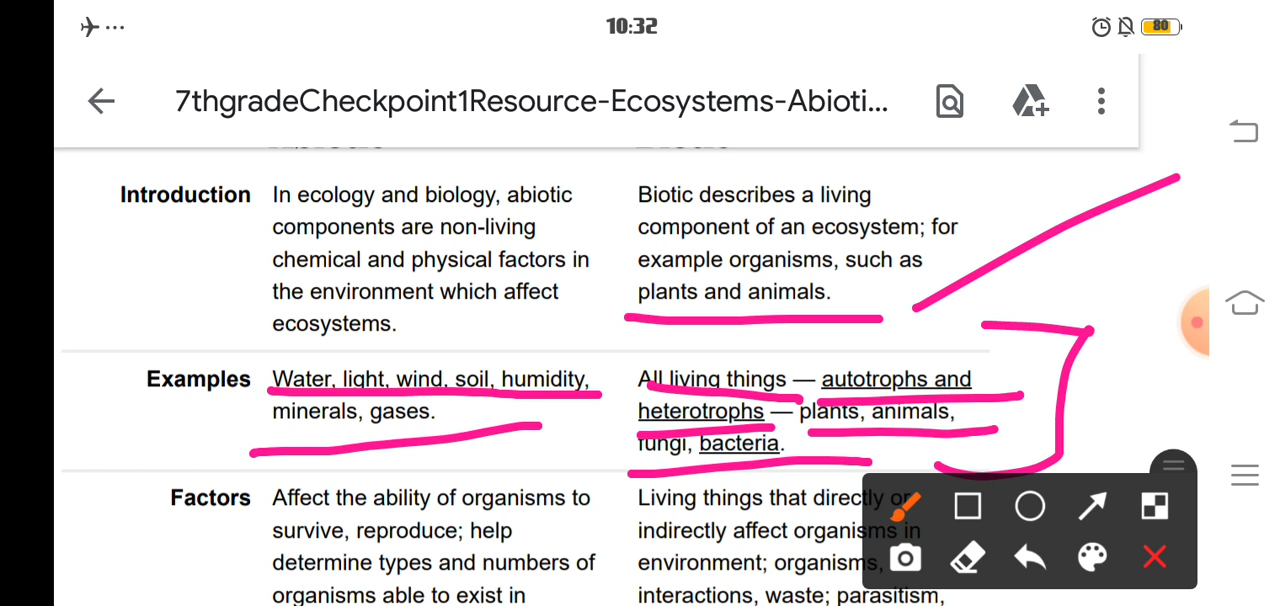 10:32
80
7thgradeCheckpoint1Resource-Ecosystems-Abioti...
Introduction
In ecology and biology, abiotic
components are non-living
chemical and physical factors in
the environment which affect
ecosystems.
Biotic describes a living
component of an ecosystem; for
example organisms, such as
plants and animals.
Examples
Water, light, wind, soil, humidity,
minerals, gases.
All living things — autotrophs and
heterotrophs — plants, animals,
fungi, bacteria.
Factors
Affect the ability of organisms to
survive, reproduce; help
determine types and numbers of
organisms able to exist in
Living things that directly or
indirectly affect organisms in
environment; organisms,
interactions, waste; parasitism,